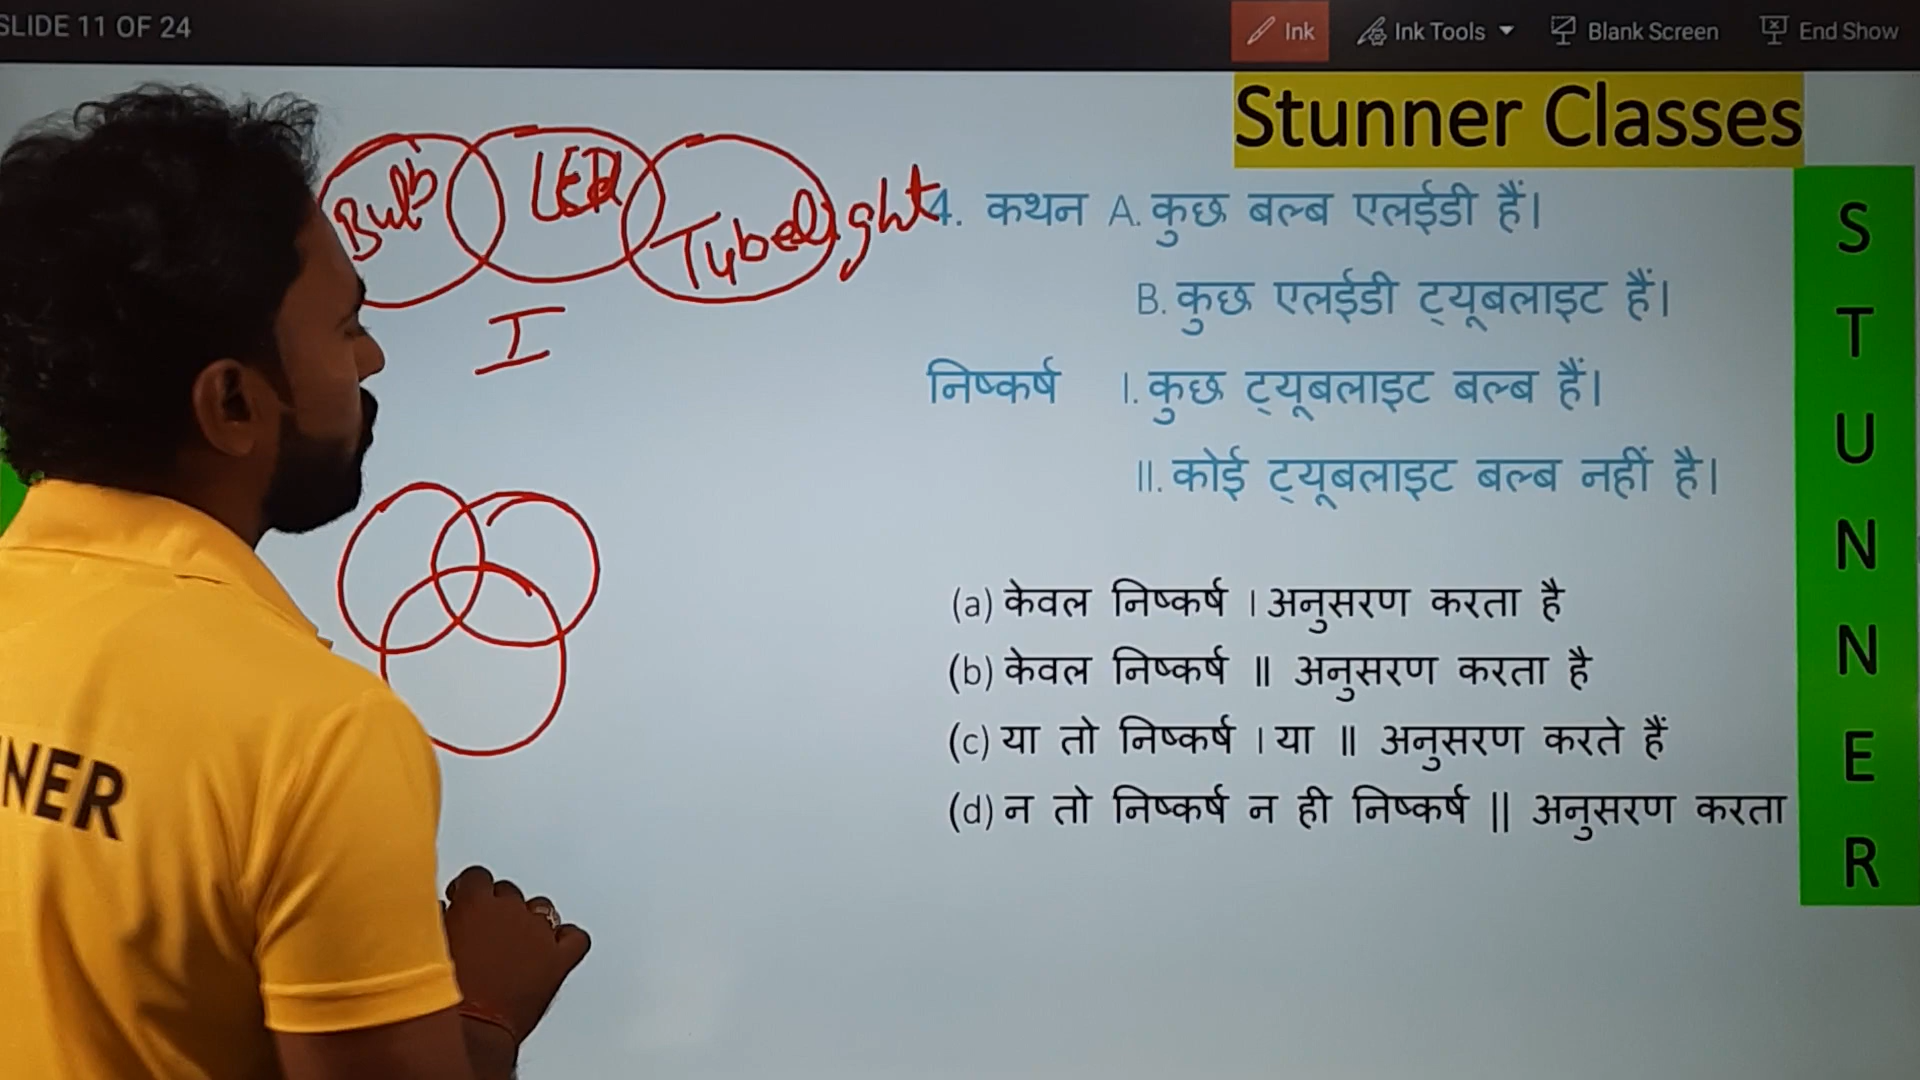 SLIDE 11 OF 24
Ink Ink Tools Blank Screen End Show
Stunner Classes
Bulb LED Tubelight
I
4. कथन A. कुछ बल्ब एलईडी हैं।
B. कुछ एलईडी ट्यूबलाइट हैं।
निष्कर्ष I. कुछ ट्यूबलाइट बल्ब हैं।
II. कोई ट्यूबलाइट बल्ब नहीं है।
(a) केवल निष्कर्ष I अनुसरण करता है
(b) केवल निष्कर्ष II अनुसरण करता है
(c) या तो निष्कर्ष I या II अनुसरण करते हैं
(d) न तो निष्कर्ष न ही निष्कर्ष || अनुसरण करता
S
T
U
N
N
E
R
NER